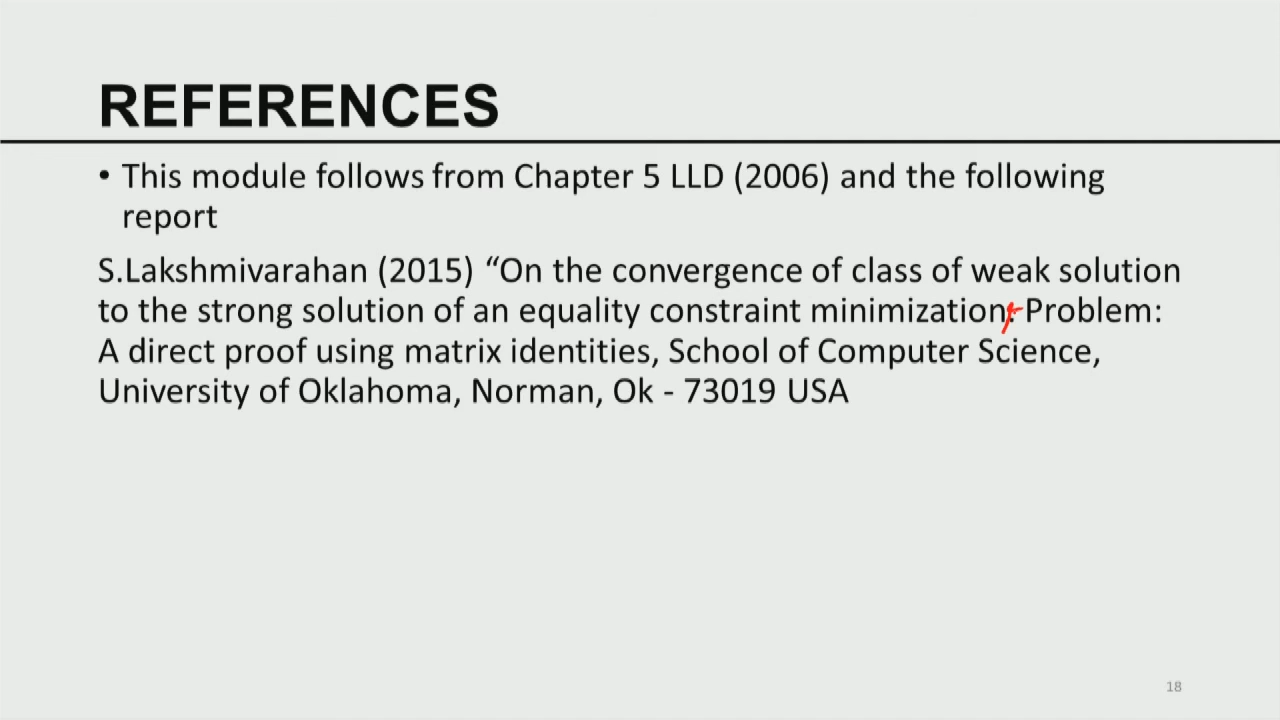 REFERENCES
• This module follows from Chapter 5 LLD (2006) and the following
report
S.Lakshmivarahan (2015) “On the convergence of class of weak solution
to the strong solution of an equality constraint minimization: Problem:
A direct proof using matrix identities, School of Computer Science,
University of Oklahoma, Norman, Ok - 73019 USA
18